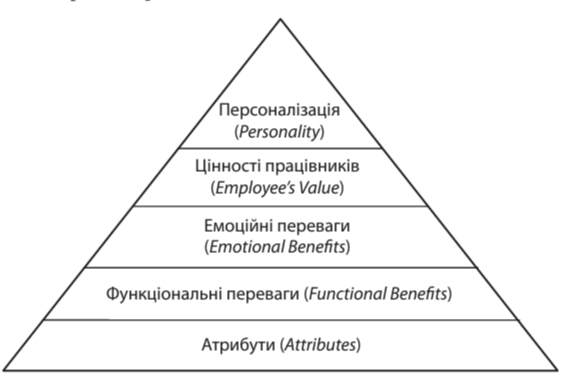 Персоналізація
(Personality)
Цінності працівників
(Employee's Value)
Емоційні переваги
(Emotional Benefits)
Функціональні переваги (Functional Benefits)
Атрибути (Attributes)